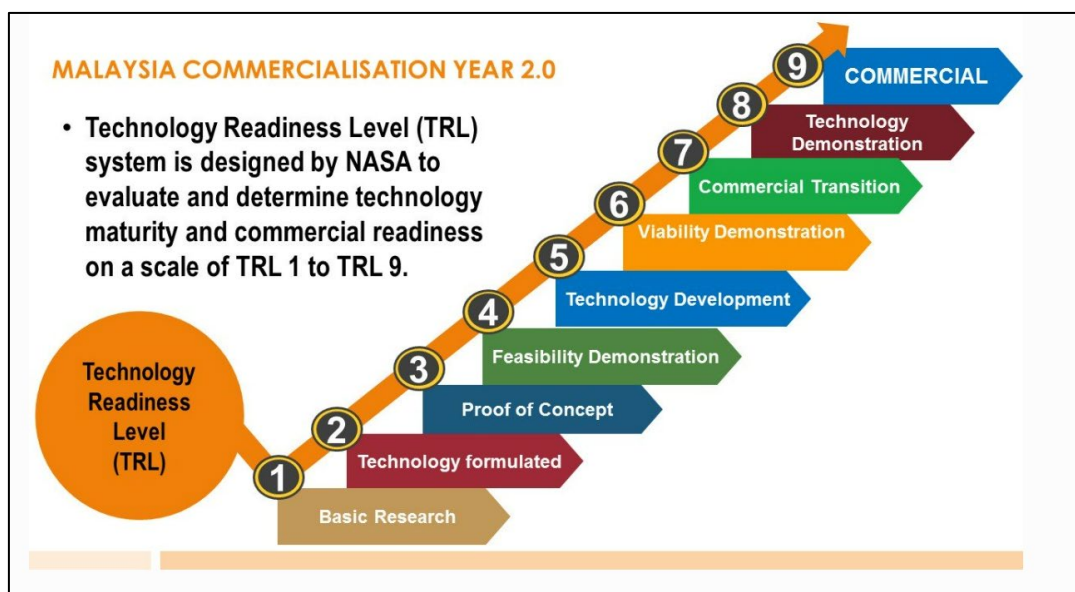 MALAYSIA COMMERCIALISATION YEAR 2.0
• Technology Readiness Level (TRL)
system is designed by NASA to
evaluate and determine technology
maturity and commercial readiness
on a scale of TRL 1 to TRL 9.
Technology
Readiness
Level
(TRL)
9
COMMERCIAL
8
Technology
Demonstration
7
Commercial Transition
6
Viability Demonstration
5
Technology Development
4
Feasibility Demonstration
3
Proof of Concept
2
Technology formulated
1
Basic Research